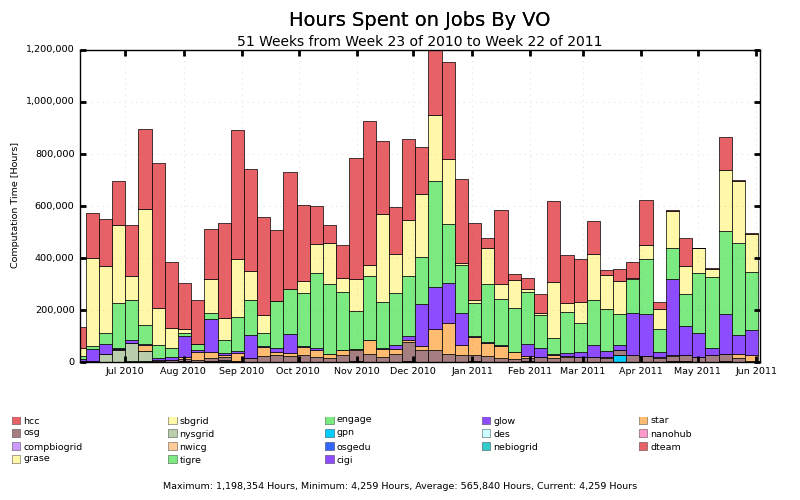 Hours Spent on Jobs By VO
51 Weeks from Week 23 of 2010 to Week 22 of 2011
Computation Time [Hours]
1,200,000
1,000,000
800,000
600,000
400,000
200,000
0
Jul 2010 Aug 2010 Sep 2010 Oct 2010 Nov 2010 Dec 2010 Jan 2011 Feb 2011 Mar 2011 Apr 2011 May 2011 Jun 2011
hcc sbgrid engage glow star
osg nysgrid gpn des nanohub
compbiogrid nwicg osgedu nebiogrid dteam
grase tigre cigi
Maximum: 1,198,354 Hours, Minimum: 4,259 Hours, Average: 565,840 Hours, Current: 4,259 Hours